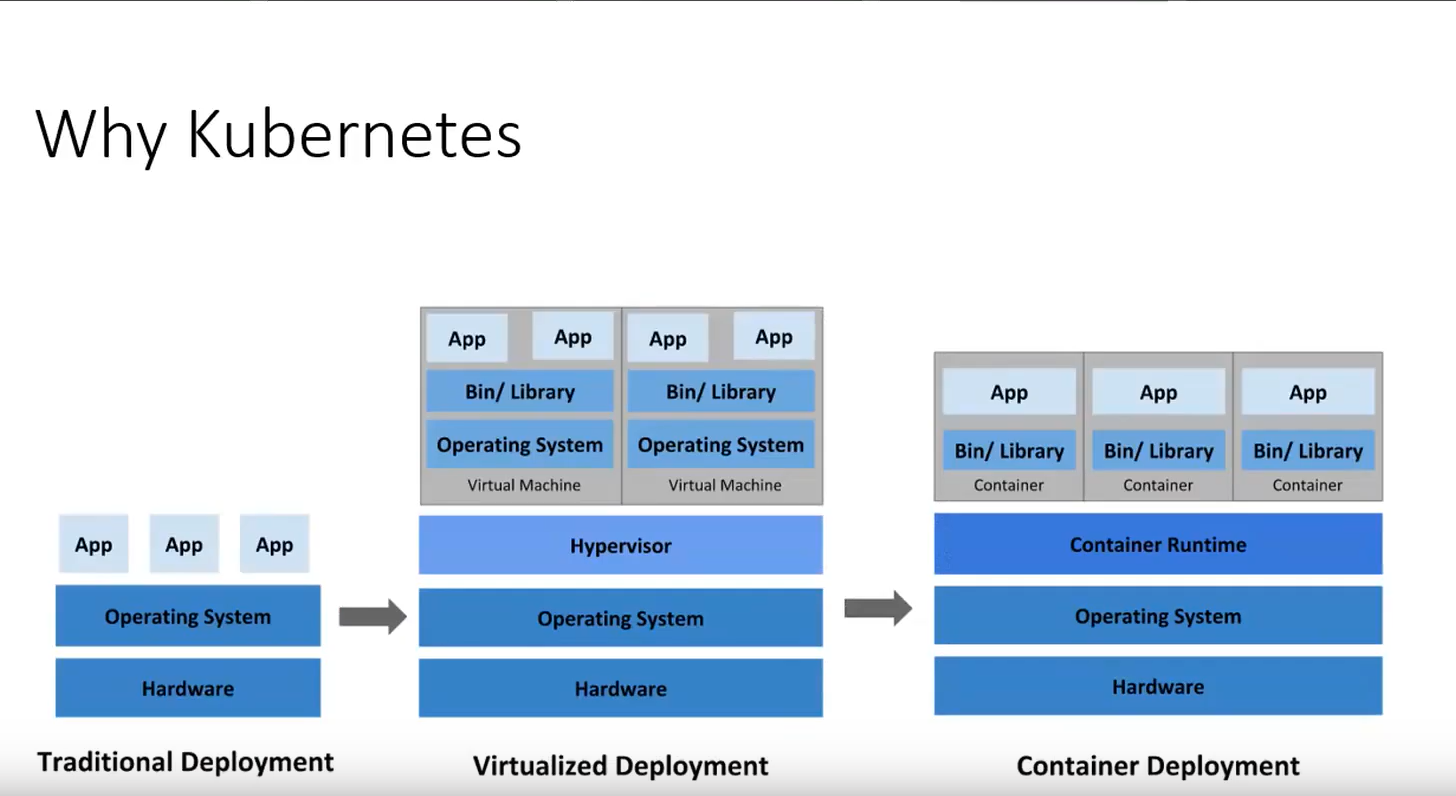 Why Kubernetes
App
App
App
Operating System
Hardware
Traditional Deployment
App
App
App
App
Bin/ Library
Bin/ Library
Operating System
Operating System
Virtual Machine
Virtual Machine
Hypervisor
Operating System
Hardware
Virtualized Deployment
App
App
App
Bin/ Library
Bin/ Library
Bin/ Library
Container
Container
Container
Container Runtime
Operating System
Hardware
Container Deployment